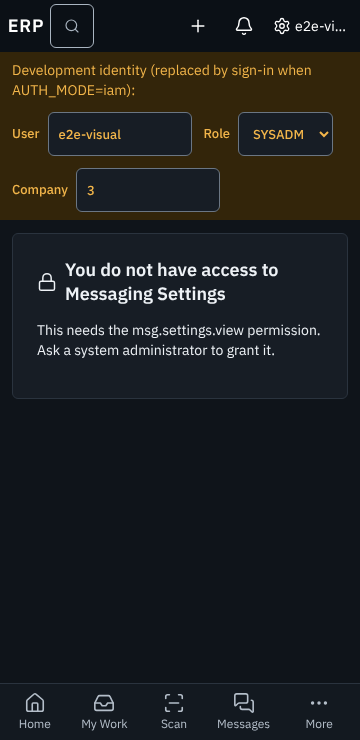 ERP
e2e-vi...
Development identity (replaced by sign-in when
AUTH_MODE=iam):
User e2e-visual Role SYSADM
Company 3
You do not have access to
Messaging Settings
This needs the msg.settings.view permission.
Ask a system administrator to grant it.
Home My Work Scan Messages More